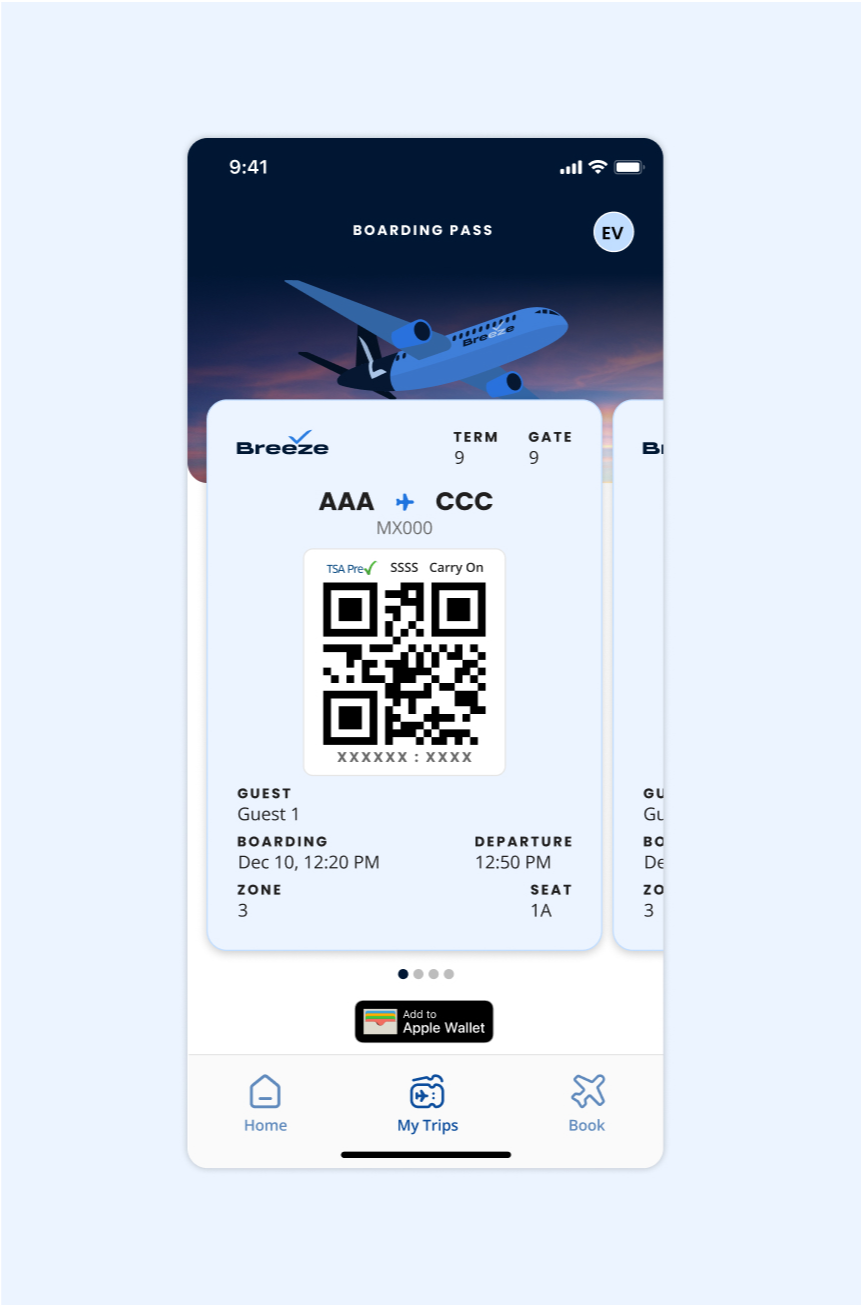 9:41
BOARDING PASS
EV
Breeze
Breeze
TERM GATE
9 9
AAA CCC
MX000
TSA Pre SSSS Carry On
XXXXXX : XXXX
GUEST
Guest 1
BOARDING DEPARTURE
Dec 10, 12:20 PM 12:50 PM
ZONE SEAT
3 1A
B
GU
Gu
BO
De
ZO
3
Add to
Apple Wallet
Home My Trips Book